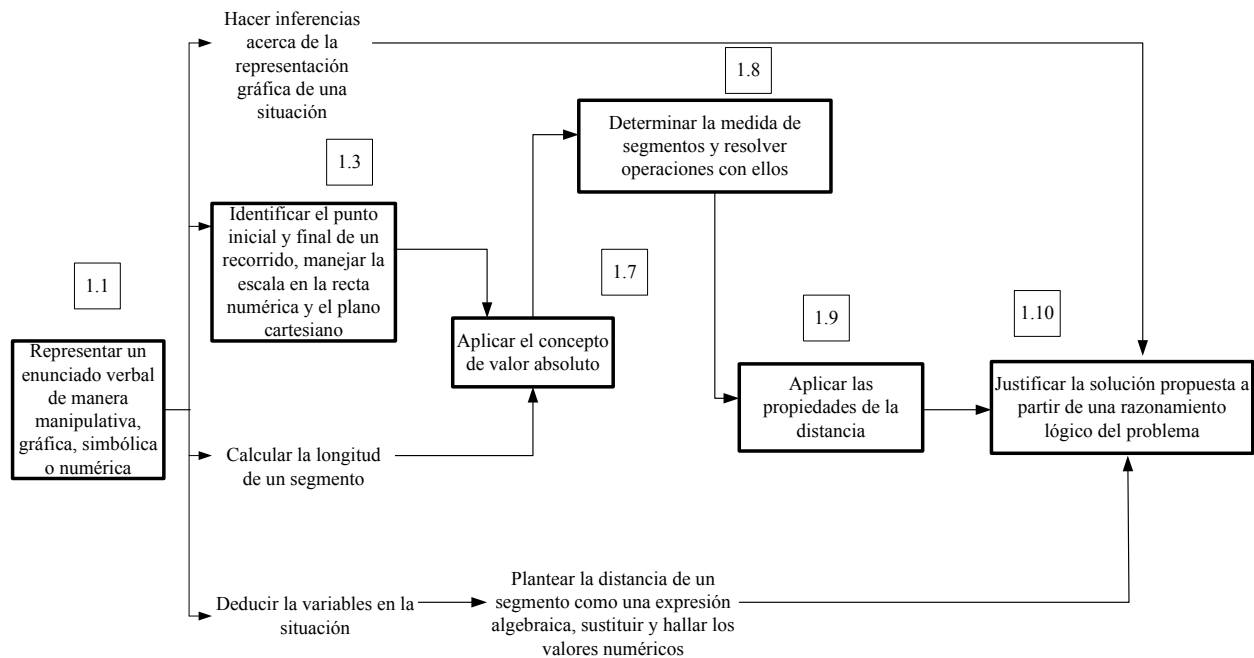 Hacer inferencias
acerca de la
representación
gráfica de una
situación
1.8
Determinar la medida de
segmentos y resolver
operaciones con ellos
1.3
Identificar el punto
inicial y final de un
recorrido, manejar la
escala en la recta
numérica y el plano
cartesiano
1.7
Aplicar el concepto
de valor absoluto
1.1
Representar un
enunciado verbal
de manera
manipulativa,
gráfica, simbólica
o numérica
1.9
Aplicar las
propiedades de la
distancia
1.10
Justificar la solución propuesta a
partir de una razonamiento
lógico del problema
Calcular la longitud
de un segmento
Deducir la variables en la
situación
Plantear la distancia de un
segmento como una expresión
algebraica, sustituir y hallar los
valores numéricos